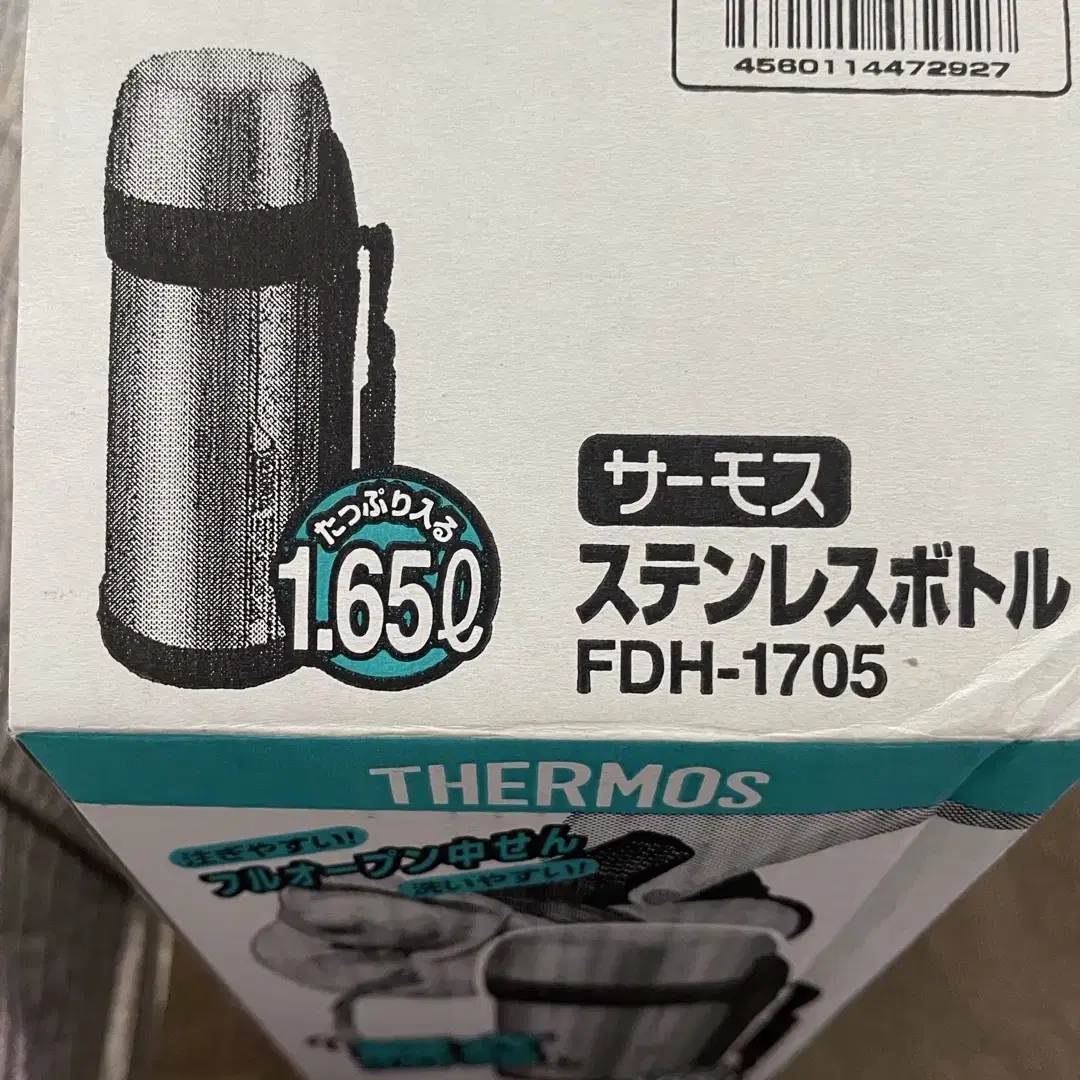 4560114472927
たっぷり入る
1.65ℓ
サーモス
ステンレスボトル
FDH-1705
THERMOS
注ぎやすい!
フルオープン中せん
洗いやすい!